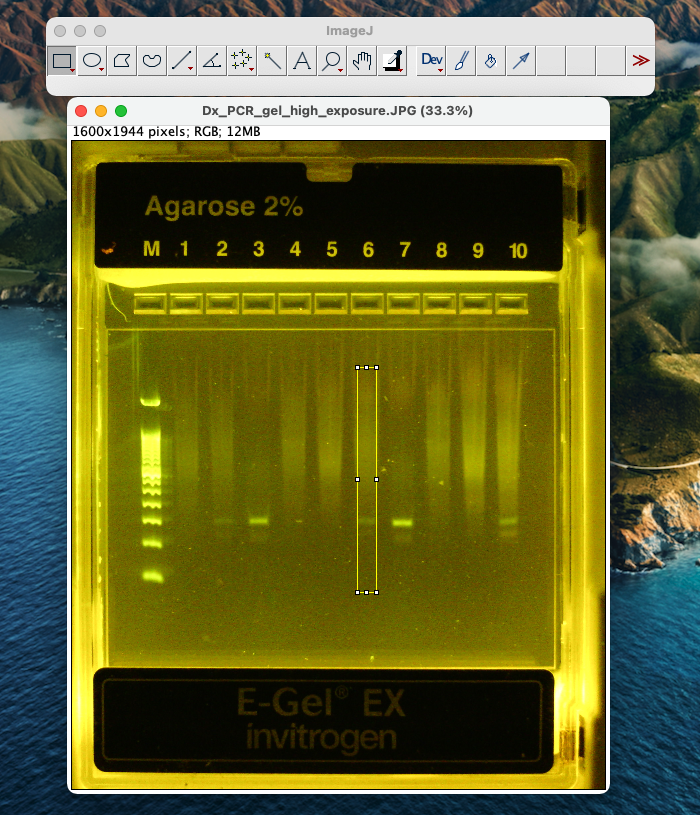 ImageJ
Dev
Dx_PCR_gel_high_exposure.JPG (33.3%)
1600x1944 pixels; RGB; 12MB
Agarose 2%
M 1 2 3 4 5 6 7 8 9 10
E-Gel® EX
invitrogen